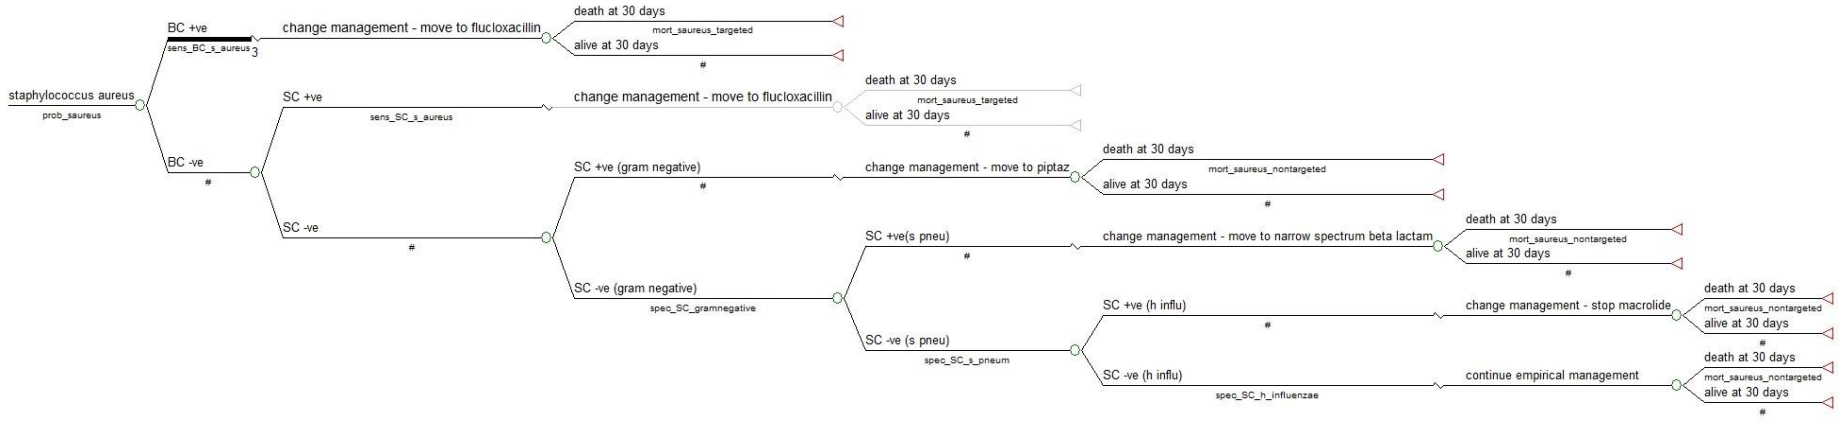 staphylococcus aureus
prob_saureus
BC +ve
sens_BC_s_aureus
3
change management - move to flucloxacillin
death at 30 days
mort_saureus_targeted
alive at 30 days
#
BC -ve
#
SC +ve
sens_SC_s_aureus
change management - move to flucloxacillin
death at 30 days
mort_saureus_targeted
alive at 30 days
#
SC -ve
#
SC +ve (gram negative)
#
change management - move to piptaz
death at 30 days
mort_saureus_nontargeted
alive at 30 days
#
SC -ve (gram negative)
spec_SC_gramnegative
SC +ve(s pneu)
#
change management - move to narrow spectrum beta lactam
death at 30 days
mort_saureus_nontargeted
alive at 30 days
#
SC -ve (s pneu)
spec_SC_s_pneum
SC +ve (h influ)
#
change management - stop macrolide
death at 30 days
mort_saureus_nontargeted
alive at 30 days
#
SC -ve (h influ)
spec_SC_h_influenzae
continue empirical management
death at 30 days
mort_saureus_nontargeted
alive at 30 days
#